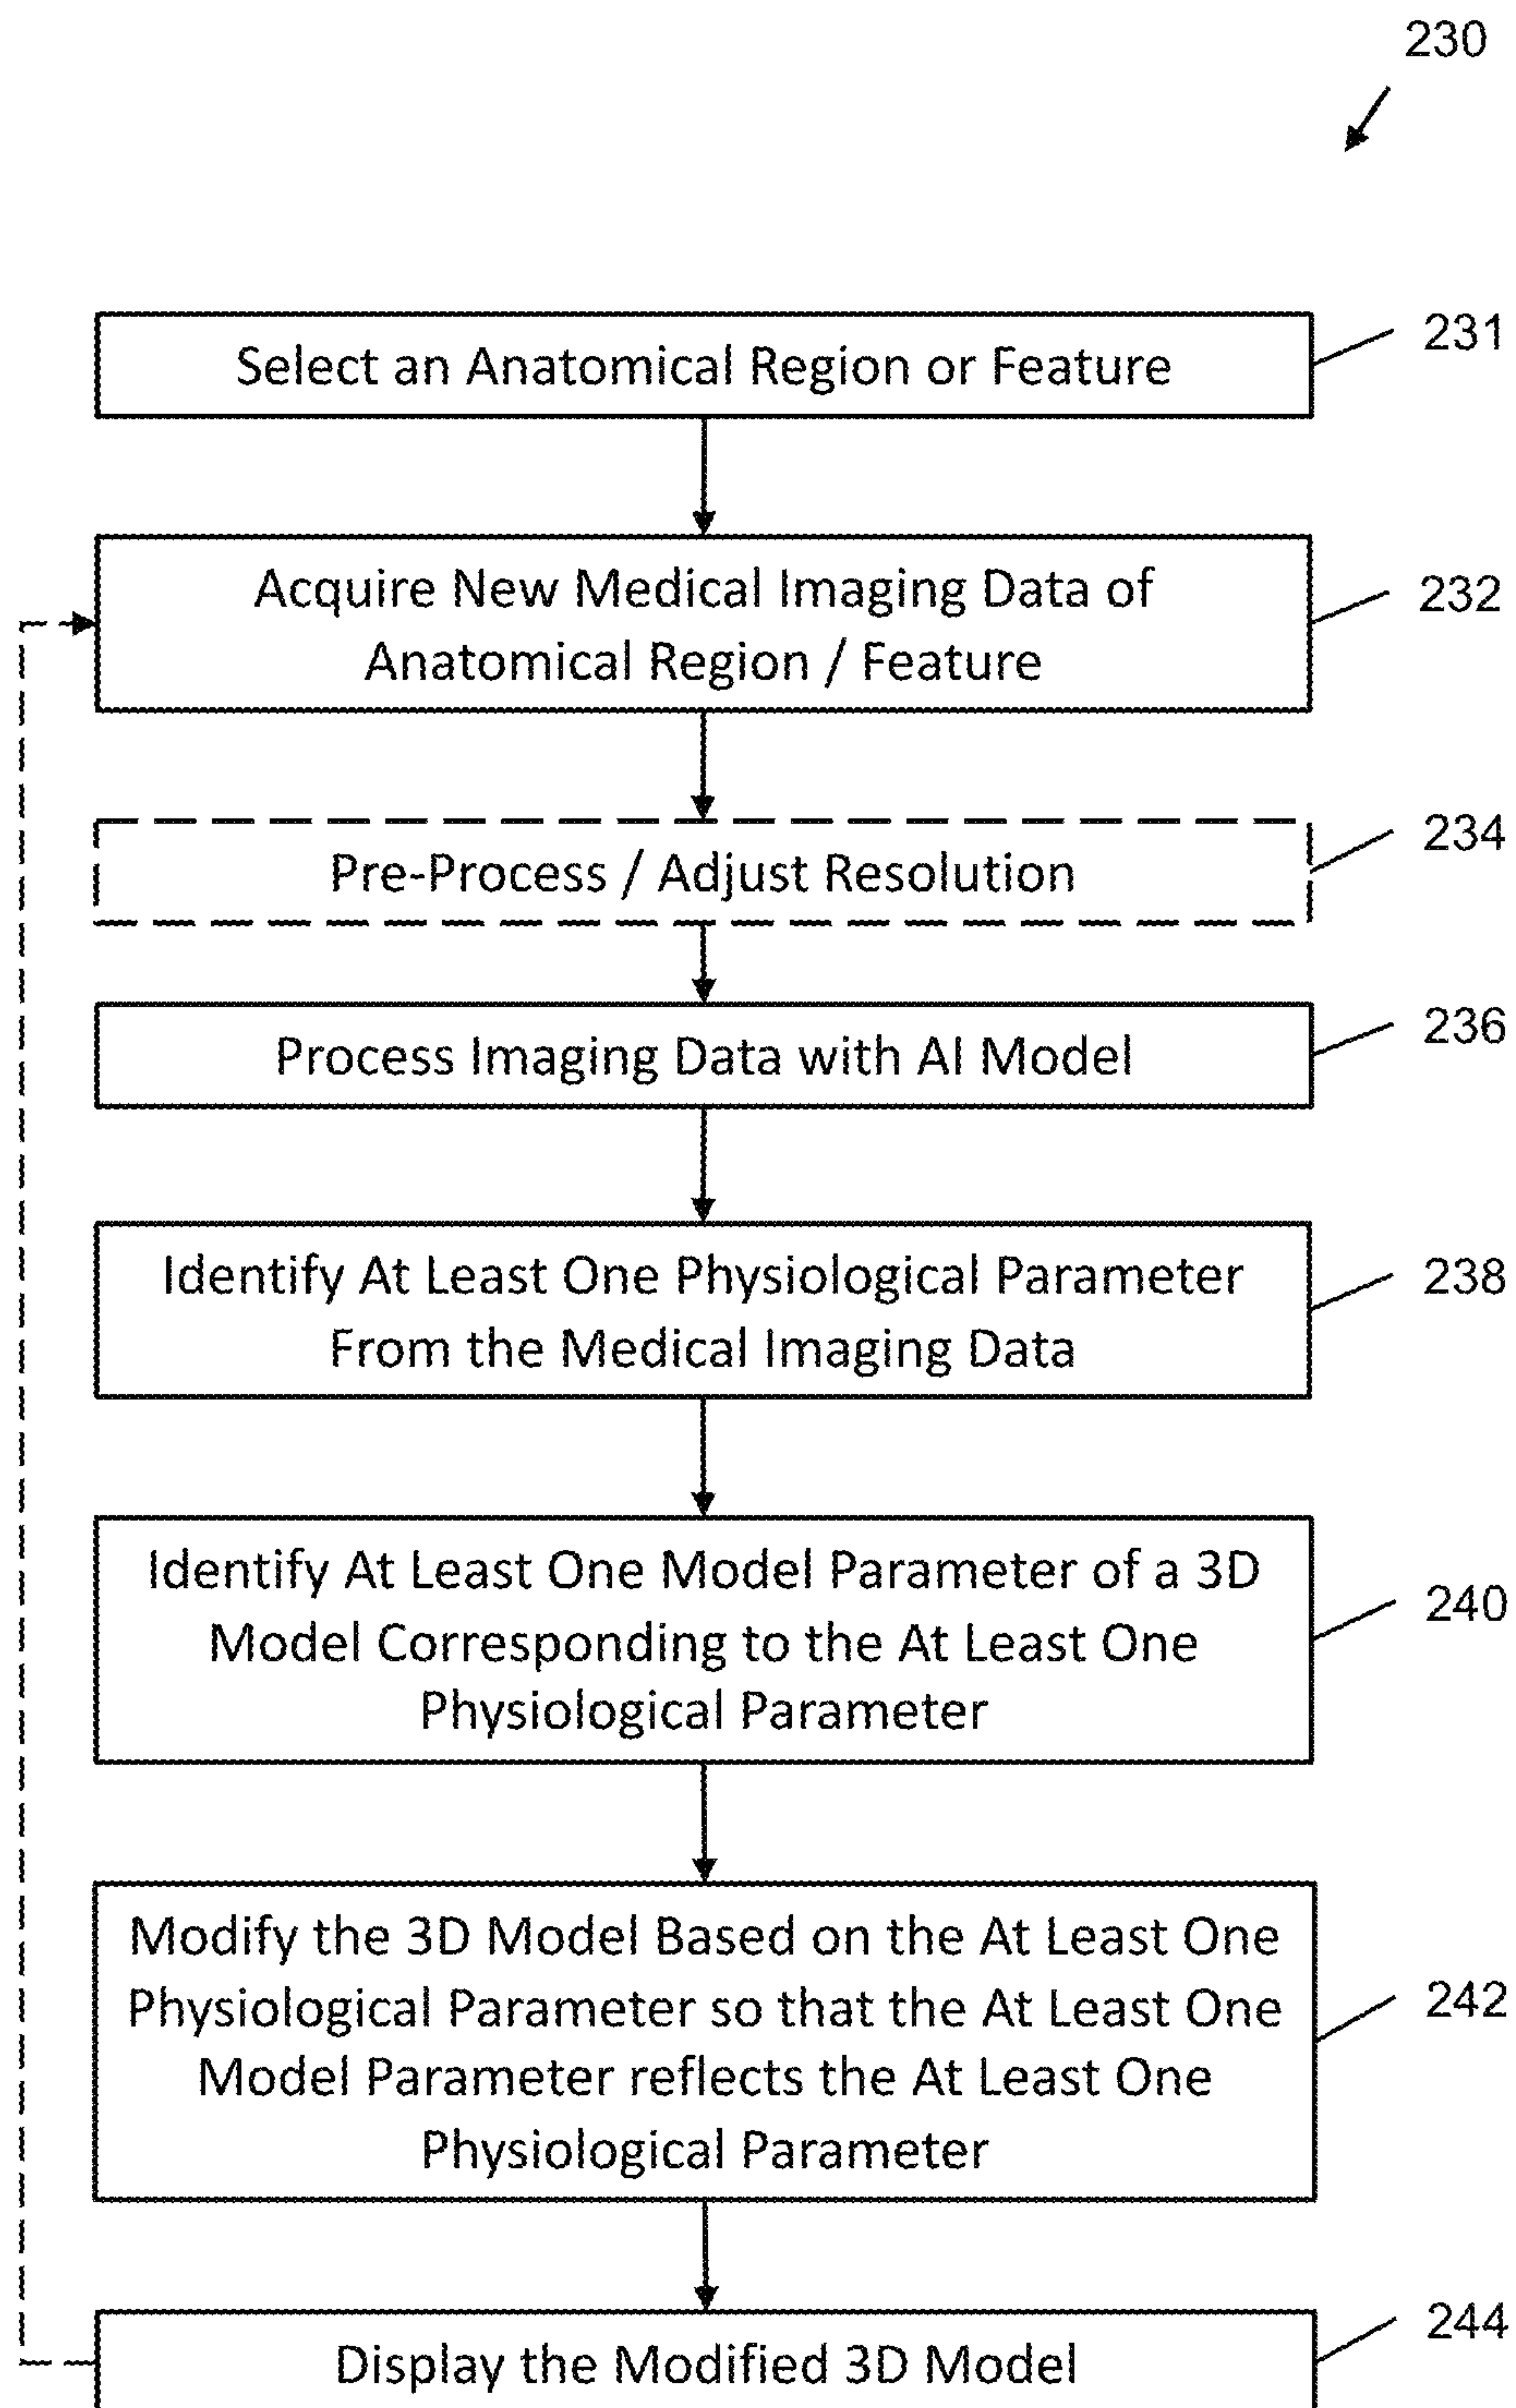 230
Select an Anatomical Region or Feature
231
Acquire New Medical Imaging Data of
Anatomical Region / Feature
232
Pre-Process / Adjust Resolution
234
Process Imaging Data with AI Model
236
Identify At Least One Physiological Parameter
From the Medical Imaging Data
238
Identify At Least One Model Parameter of a 3D
Model Corresponding to the At Least One
Physiological Parameter
240
Modify the 3D Model Based on the At Least One
Physiological Parameter so that the At Least One
Model Parameter reflects the At Least One
Physiological Parameter
242
Display the Modified 3D Model
244